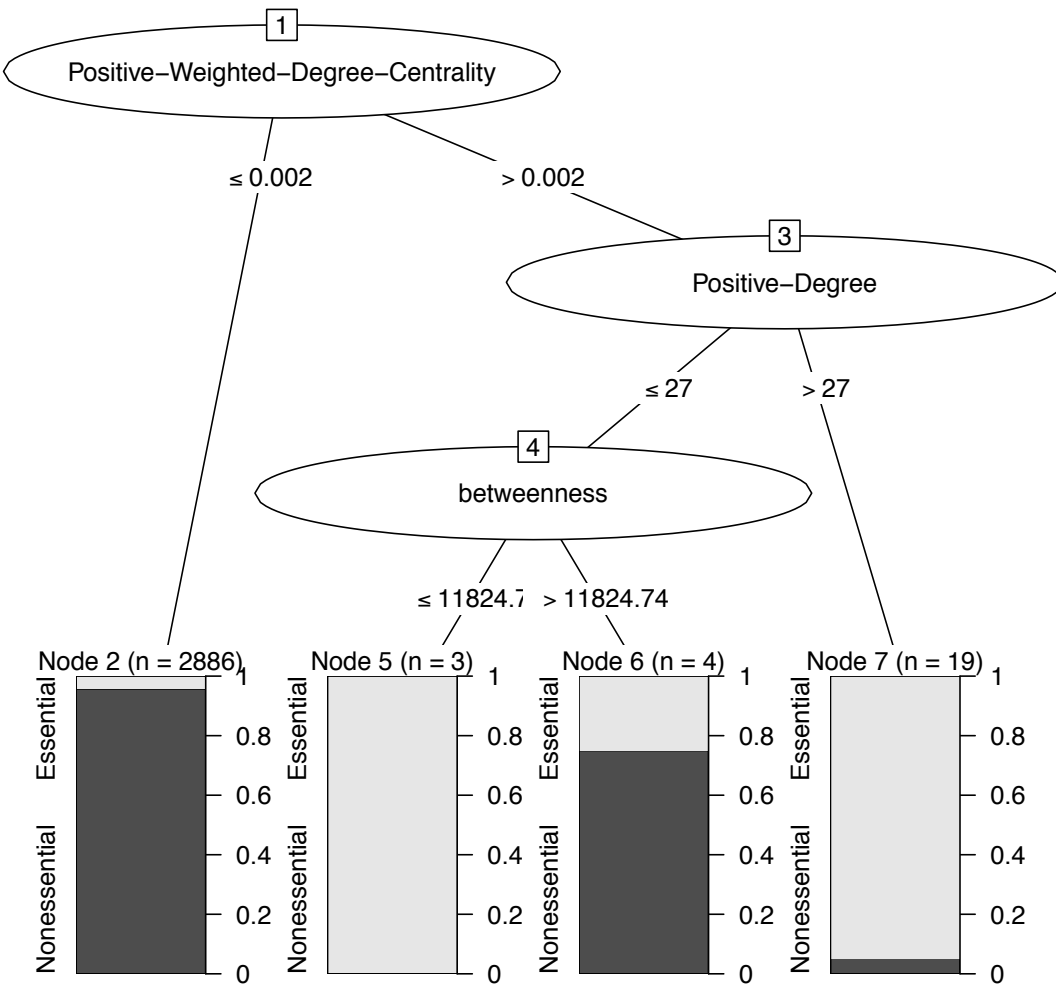 1
Positive−Weighted−Degree−Centrality
≤ 0.002
> 0.002
3
Positive−Degree
≤ 27
> 27
4
betweenness
≤ 11824.7
> 11824.74
Node 2 (n = 2886)
Nonessential
Essential
0
0.2
0.4
0.6
0.8
1
Node 5 (n = 3)
Nonessential
Essential
0
0.2
0.4
0.6
0.8
1
Node 6 (n = 4)
Nonessential
Essential
0
0.2
0.4
0.6
0.8
1
Node 7 (n = 19)
Nonessential
Essential
0
0.2
0.4
0.6
0.8
1